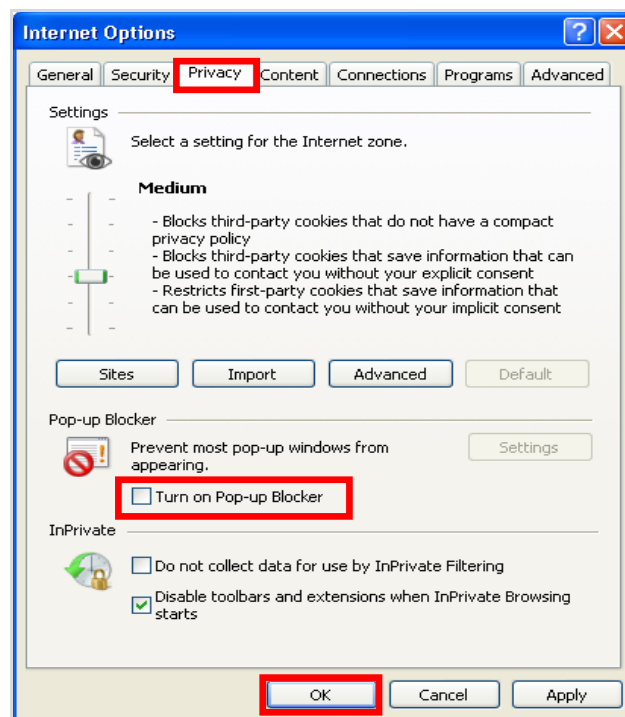 Internet Options
General Security Privacy Content Connections Programs Advanced
Settings
Select a setting for the Internet zone.
Medium
- Blocks third-party cookies that do not have a compact
privacy policy
- Blocks third-party cookies that save information that can
be used to contact you without your explicit consent
- Restricts first-party cookies that save information that
can be used to contact you without your implicit consent
Sites Import Advanced Default
Pop-up Blocker
Prevent most pop-up windows from
appearing.
Settings
Turn on Pop-up Blocker
InPrivate
Do not collect data for use by InPrivate Filtering
Disable toolbars and extensions when InPrivate Browsing
starts
OK Cancel Apply